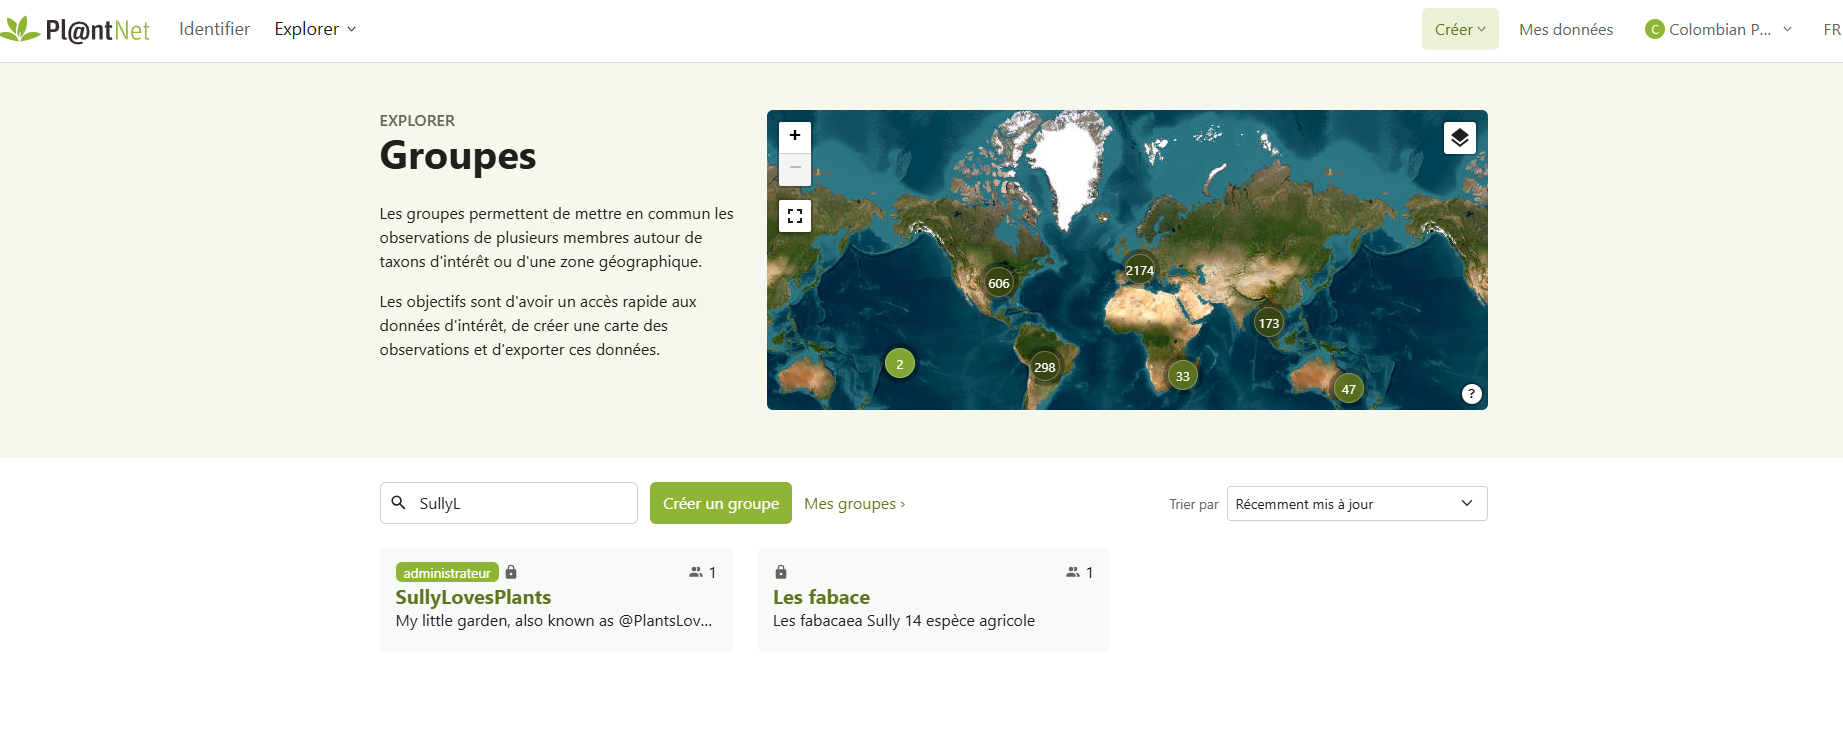 Pl@ntNet
Identifier
Explorer
Créer
Mes données
C
Colombian P...
FR
EXPLORER
Groupes
Les groupes permettent de mettre en commun les
observations de plusieurs membres autour de
taxons d'intérêt ou d'une zone géographique.
Les objectifs sont d'avoir un accès rapide aux
données d'intérêt, de créer une carte des
observations et d'exporter ces données.
+
−
2174
606
173
2
298
33
47
?
SullyL
Créer un groupe
Mes groupes ›
Trier par
Récemment mis à jour
administrateur
1
SullyLovesPlants
My little garden, also known as @PlantsLov...
1
Les fabace
Les fabacaea Sully 14 espèce agricole